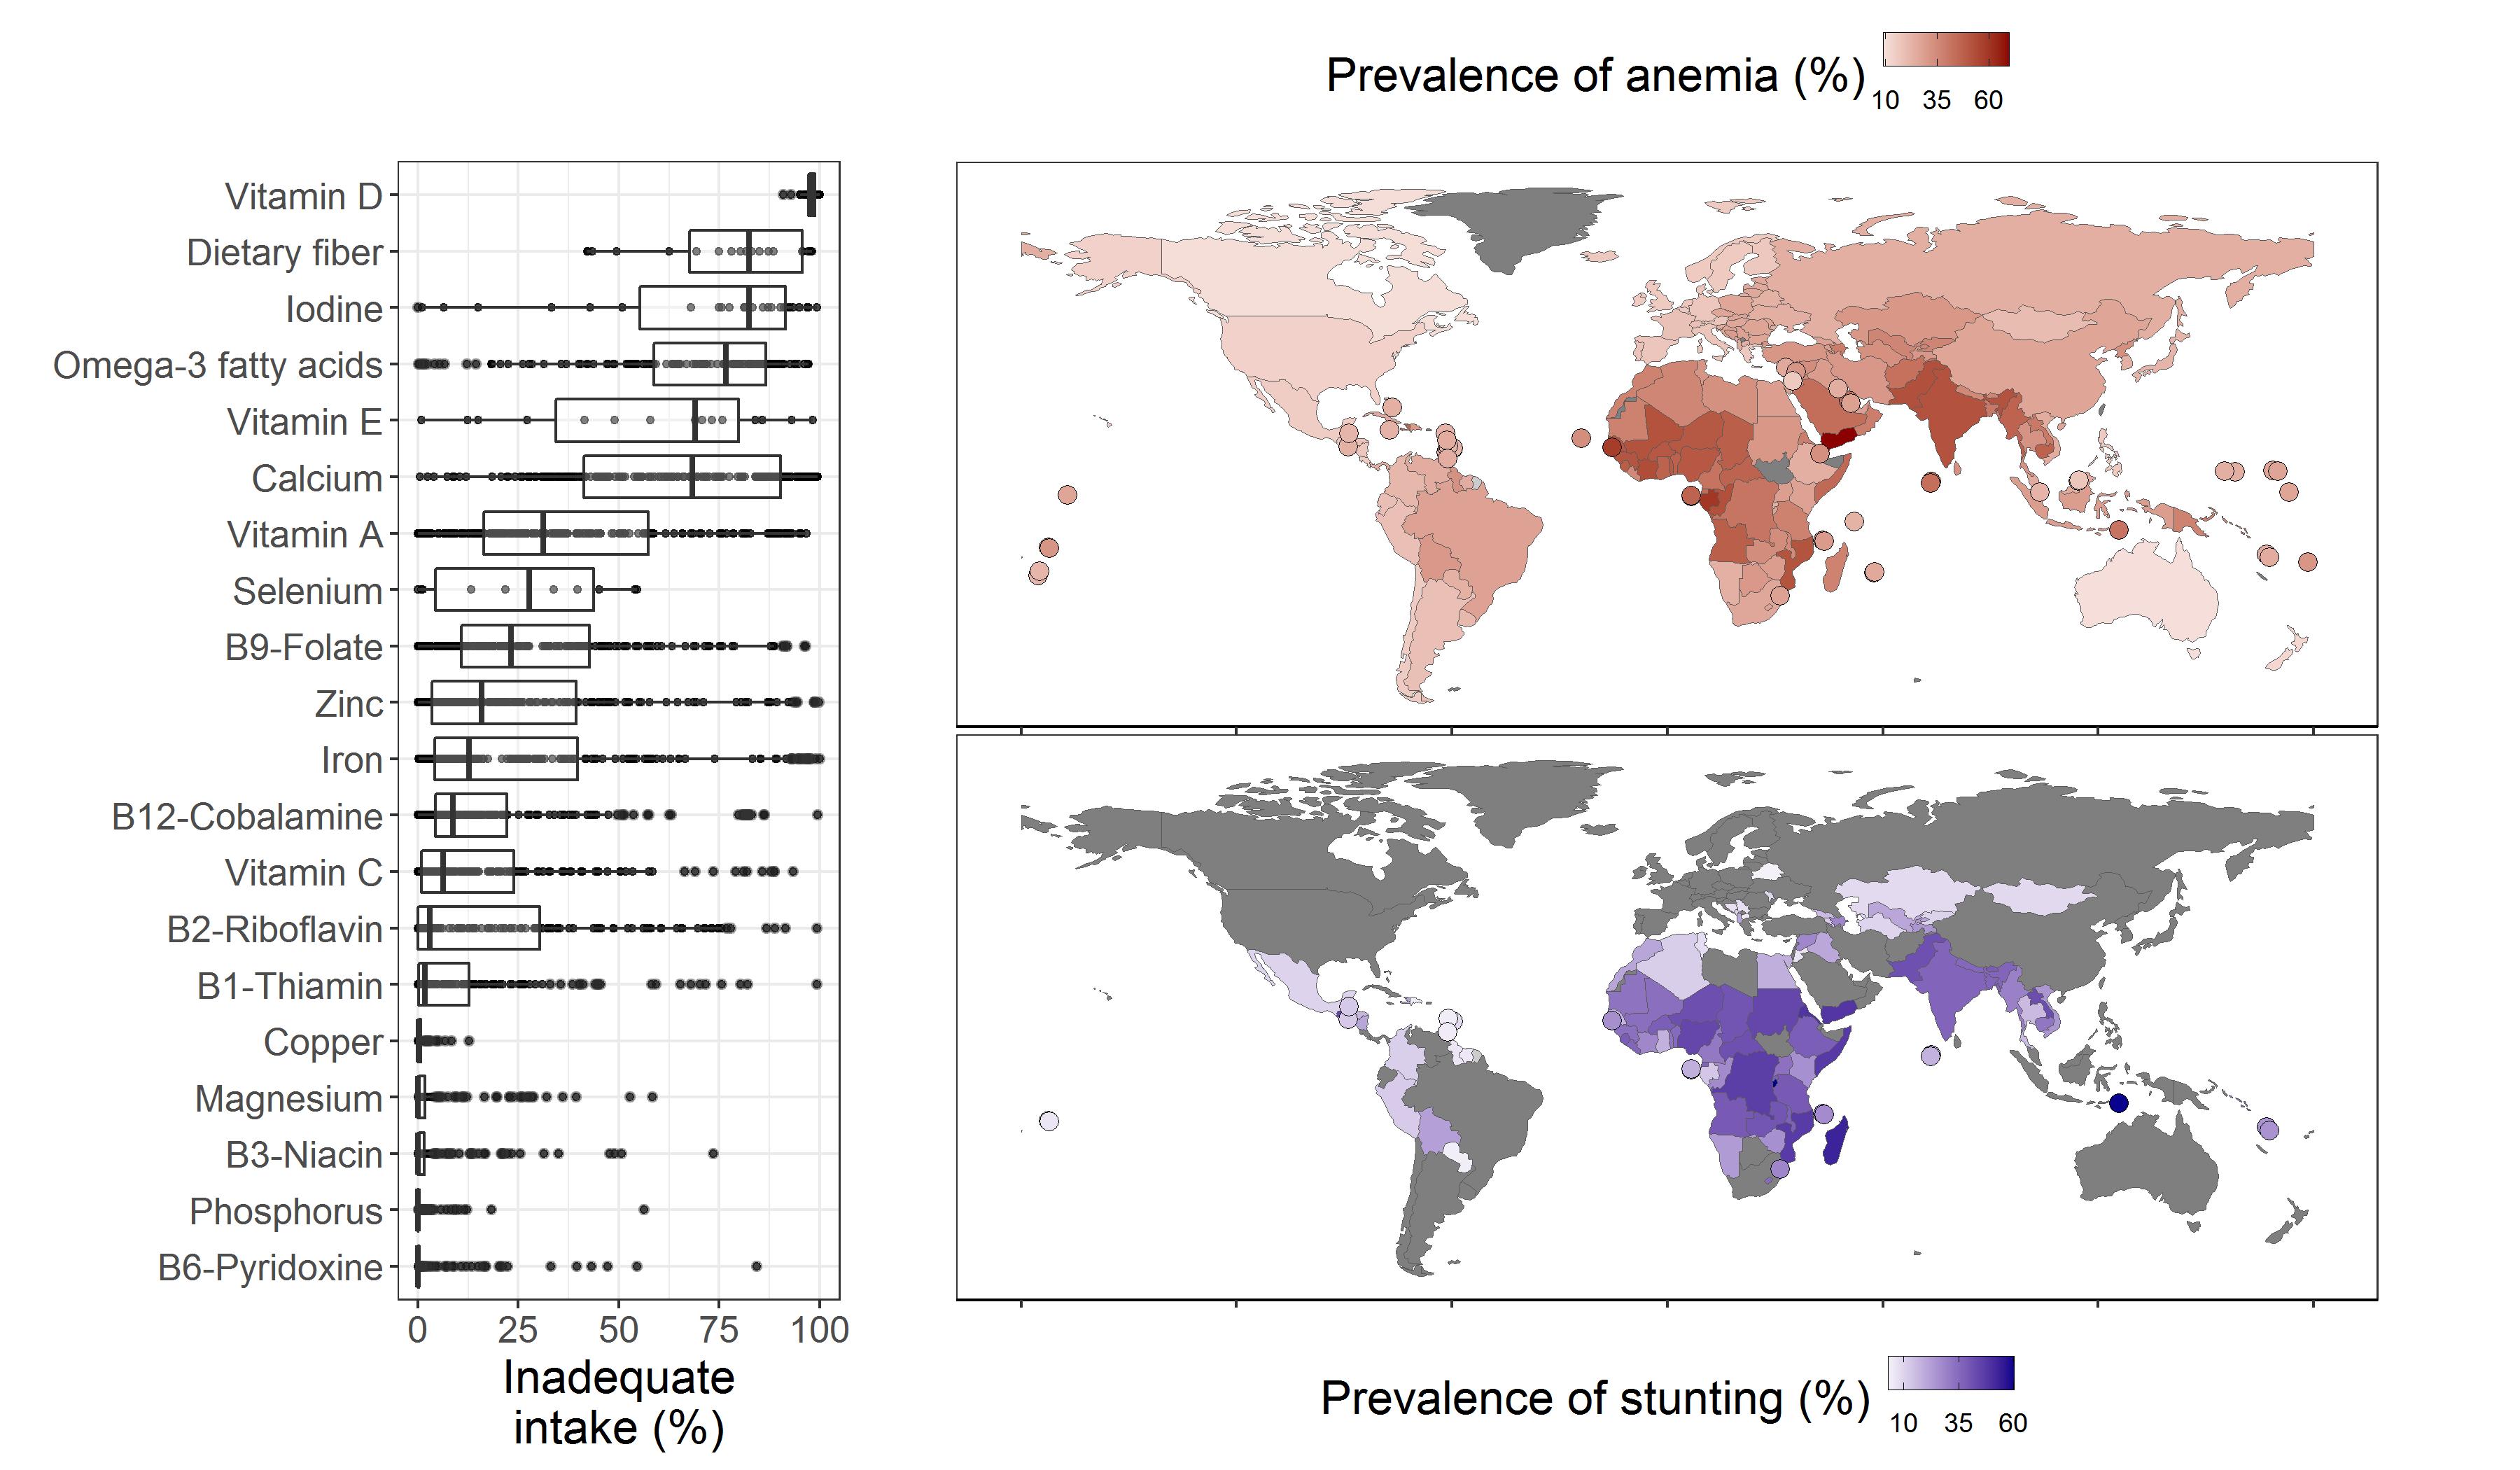 Prevalence of anemia (%)
10 35 60
Vitamin D
Dietary fiber
Iodine
Omega-3 fatty acids
Vitamin E
Calcium
Vitamin A
Selenium
B9-Folate
Zinc
Iron
B12-Cobalamine
Vitamin C
B2-Riboflavin
B1-Thiamin
Copper
Magnesium
B3-Niacin
Phosphorus
B6-Pyridoxine
0 25 50 75 100
Inadequate
intake (%)
Prevalence of stunting (%)
10 35 60